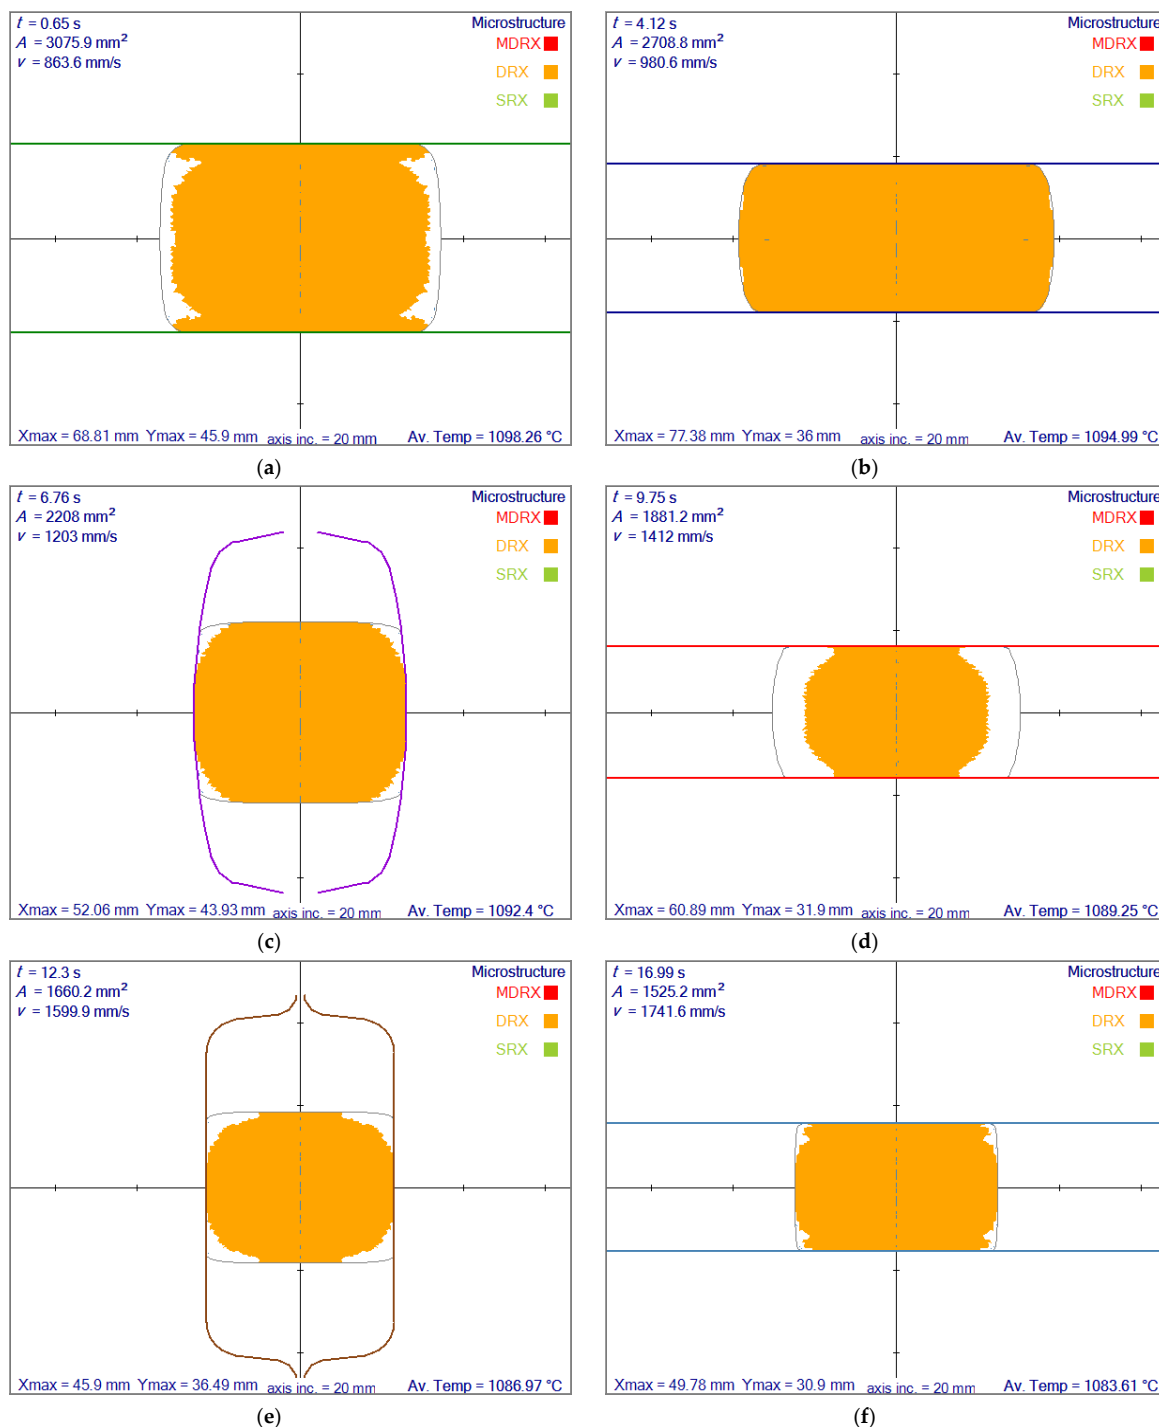 t = 0.65 s
A = 3075.9 mm²
v = 863.6 mm/s
Microstructure
MDRX
DRX
SRX
Xmax = 68.81 mm Ymax = 45.9 mm axis inc. = 20 mm Av. Temp = 1098.26 °C
(a)
t = 4.12 s
A = 2708.8 mm²
v = 980.6 mm/s
Microstructure
MDRX
DRX
SRX
Xmax = 77.38 mm Ymax = 36 mm axis inc. = 20 mm Av. Temp = 1094.99 °C
(b)
t = 6.76 s
A = 2208 mm²
v = 1203 mm/s
Microstructure
MDRX
DRX
SRX
Xmax = 52.06 mm Ymax = 43.93 mm axis inc. = 20 mm Av. Temp = 1092.4 °C
(c)
t = 9.75 s
A = 1881.2 mm²
v = 1412 mm/s
Microstructure
MDRX
DRX
SRX
Xmax = 60.89 mm Ymax = 31.9 mm axis inc. = 20 mm Av. Temp = 1089.25 °C
(d)
t = 12.3 s
A = 1660.2 mm²
v = 1599.9 mm/s
Microstructure
MDRX
DRX
SRX
Xmax = 45.9 mm Ymax = 36.49 mm axis inc. = 20 mm Av. Temp = 1086.97 °C
(e)
t = 16.99 s
A = 1525.2 mm²
v = 1741.6 mm/s
Microstructure
MDRX
DRX
SRX
Xmax = 49.78 mm Ymax = 30.9 mm axis inc. = 20 mm Av. Temp = 1083.61 °C
(f)